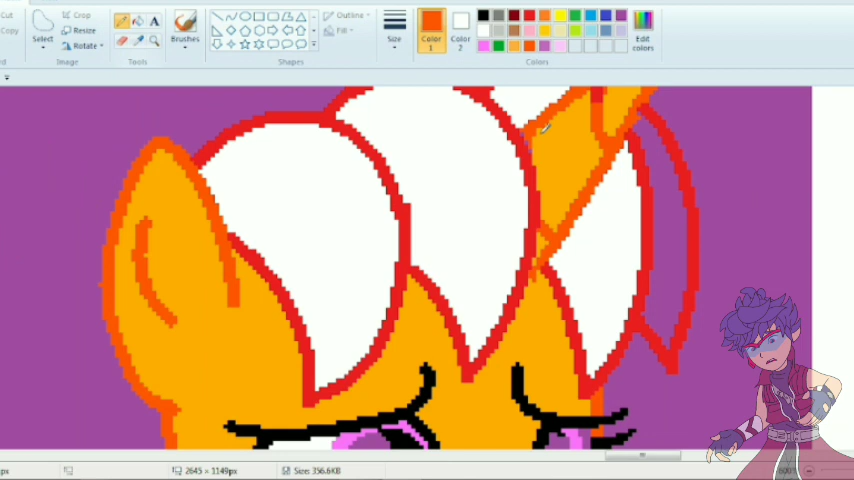 Cut
Crop
Outline
Copy
Resize
Fill
Select
Rotate
A
Brushes
Size
Color
1
Color
2
Edit
colors
Image
Tools
Shapes
Colors
px
2645 × 1149px
Size: 356.6KB